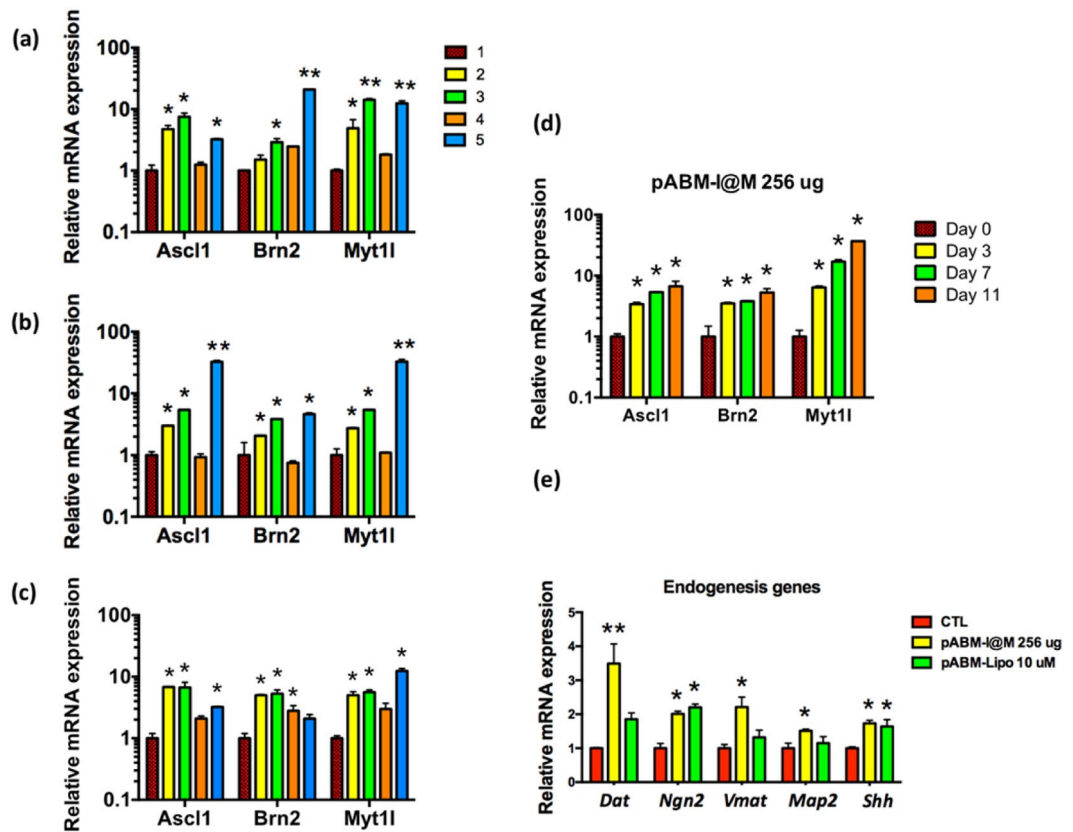 (a)
Relative mRNA expression
100
10
1
0.1
* * *
* **
* ** **
Ascl1 Brn2 Myt1l
1
2
3
4
5
(b)
Relative mRNA expression
100
10
1
0.1
* * **
* * *
* * **
Ascl1 Brn2 Myt1l
(c)
Relative mRNA expression
100
10
1
0.1
* * *
* * *
* * *
Ascl1 Brn2 Myt1l
(d)
pABM-I@M 256 ug
Relative mRNA expression
100
10
1
0.1
* * *
* * *
* * *
Ascl1 Brn2 Myt1l
Day 0
Day 3
Day 7
Day 11
(e)
Endogenesis genes
Relative mRNA expression
5
4
3
2
1
0
**
* *
*
*
* *
Dat Ngn2 Vmat Map2 Shh
CTL
pABM-I@M 256 ug
pABM-Lipo 10 uM